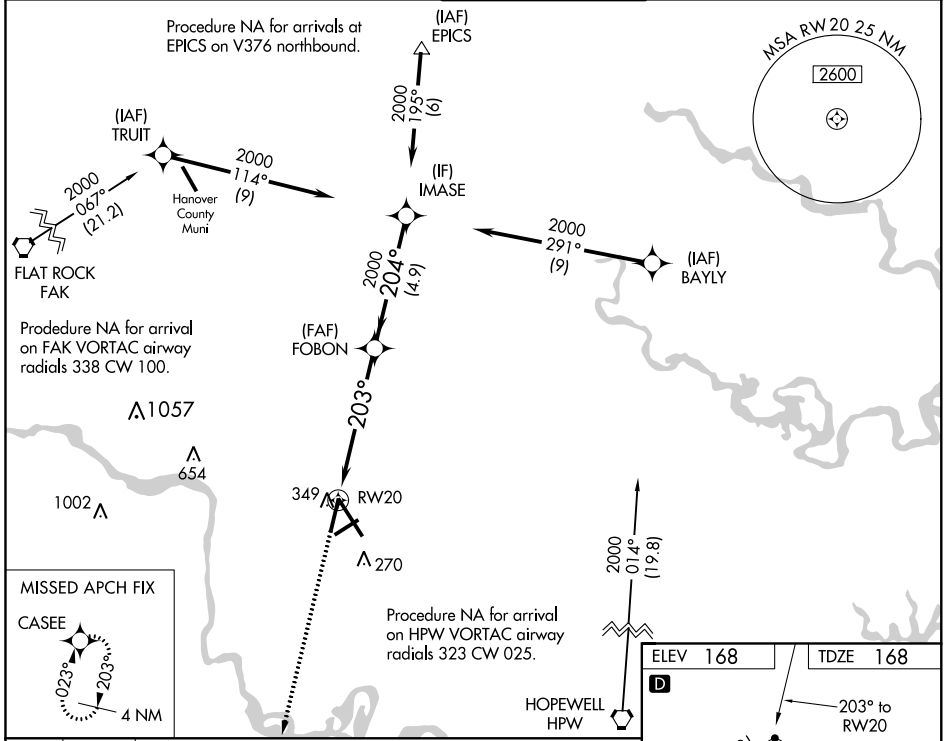 Procedure NA for arrivals at
EPICS on V376 northbound.
(IAF)
EPICS
MSA RW 20 25 NM
2600
2000
195°
(6)
(IAF)
TRUIT
2000
114°
(9)
Hanover
County
Muni
2000
067°
(21.2)
FLAT ROCK
FAK
(IF)
IMASE
2000
291°
(9)
(IAF)
BAYLY
2000
204°
(4.9)
(FAF)
FOBON
Prodedure NA for arrival
on FAK VORTAC airway
radials 338 CW 100.
203°
1057
654
1002
349
RW20
270
2000
014°
(19.8)
MISSED APCH FIX
CASEE
023°
203°
4 NM
Procedure NA for arrival
on HPW VORTAC airway
radials 323 CW 025.
HOPEWELL
HPW
ELEV 168
TDZE 168
D
203° to
RW20